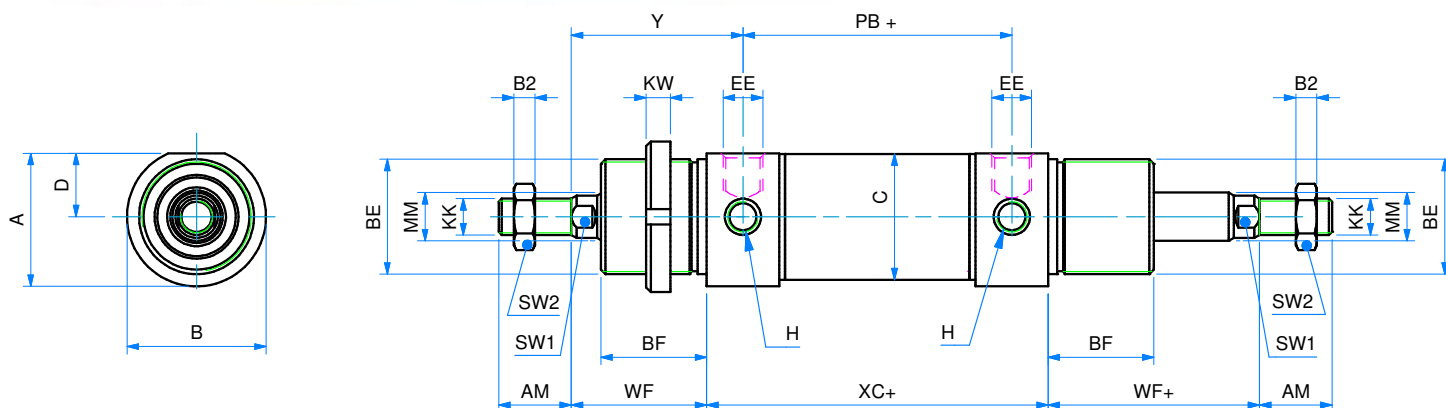 Y PB +
B2 KW EE EE B2
D
A
BE
MM
KK
C
KK
MM
BE
B
SW2
SW1
BF
H
H
BF
SW2
SW1
AM WF XC+ WF+ AM